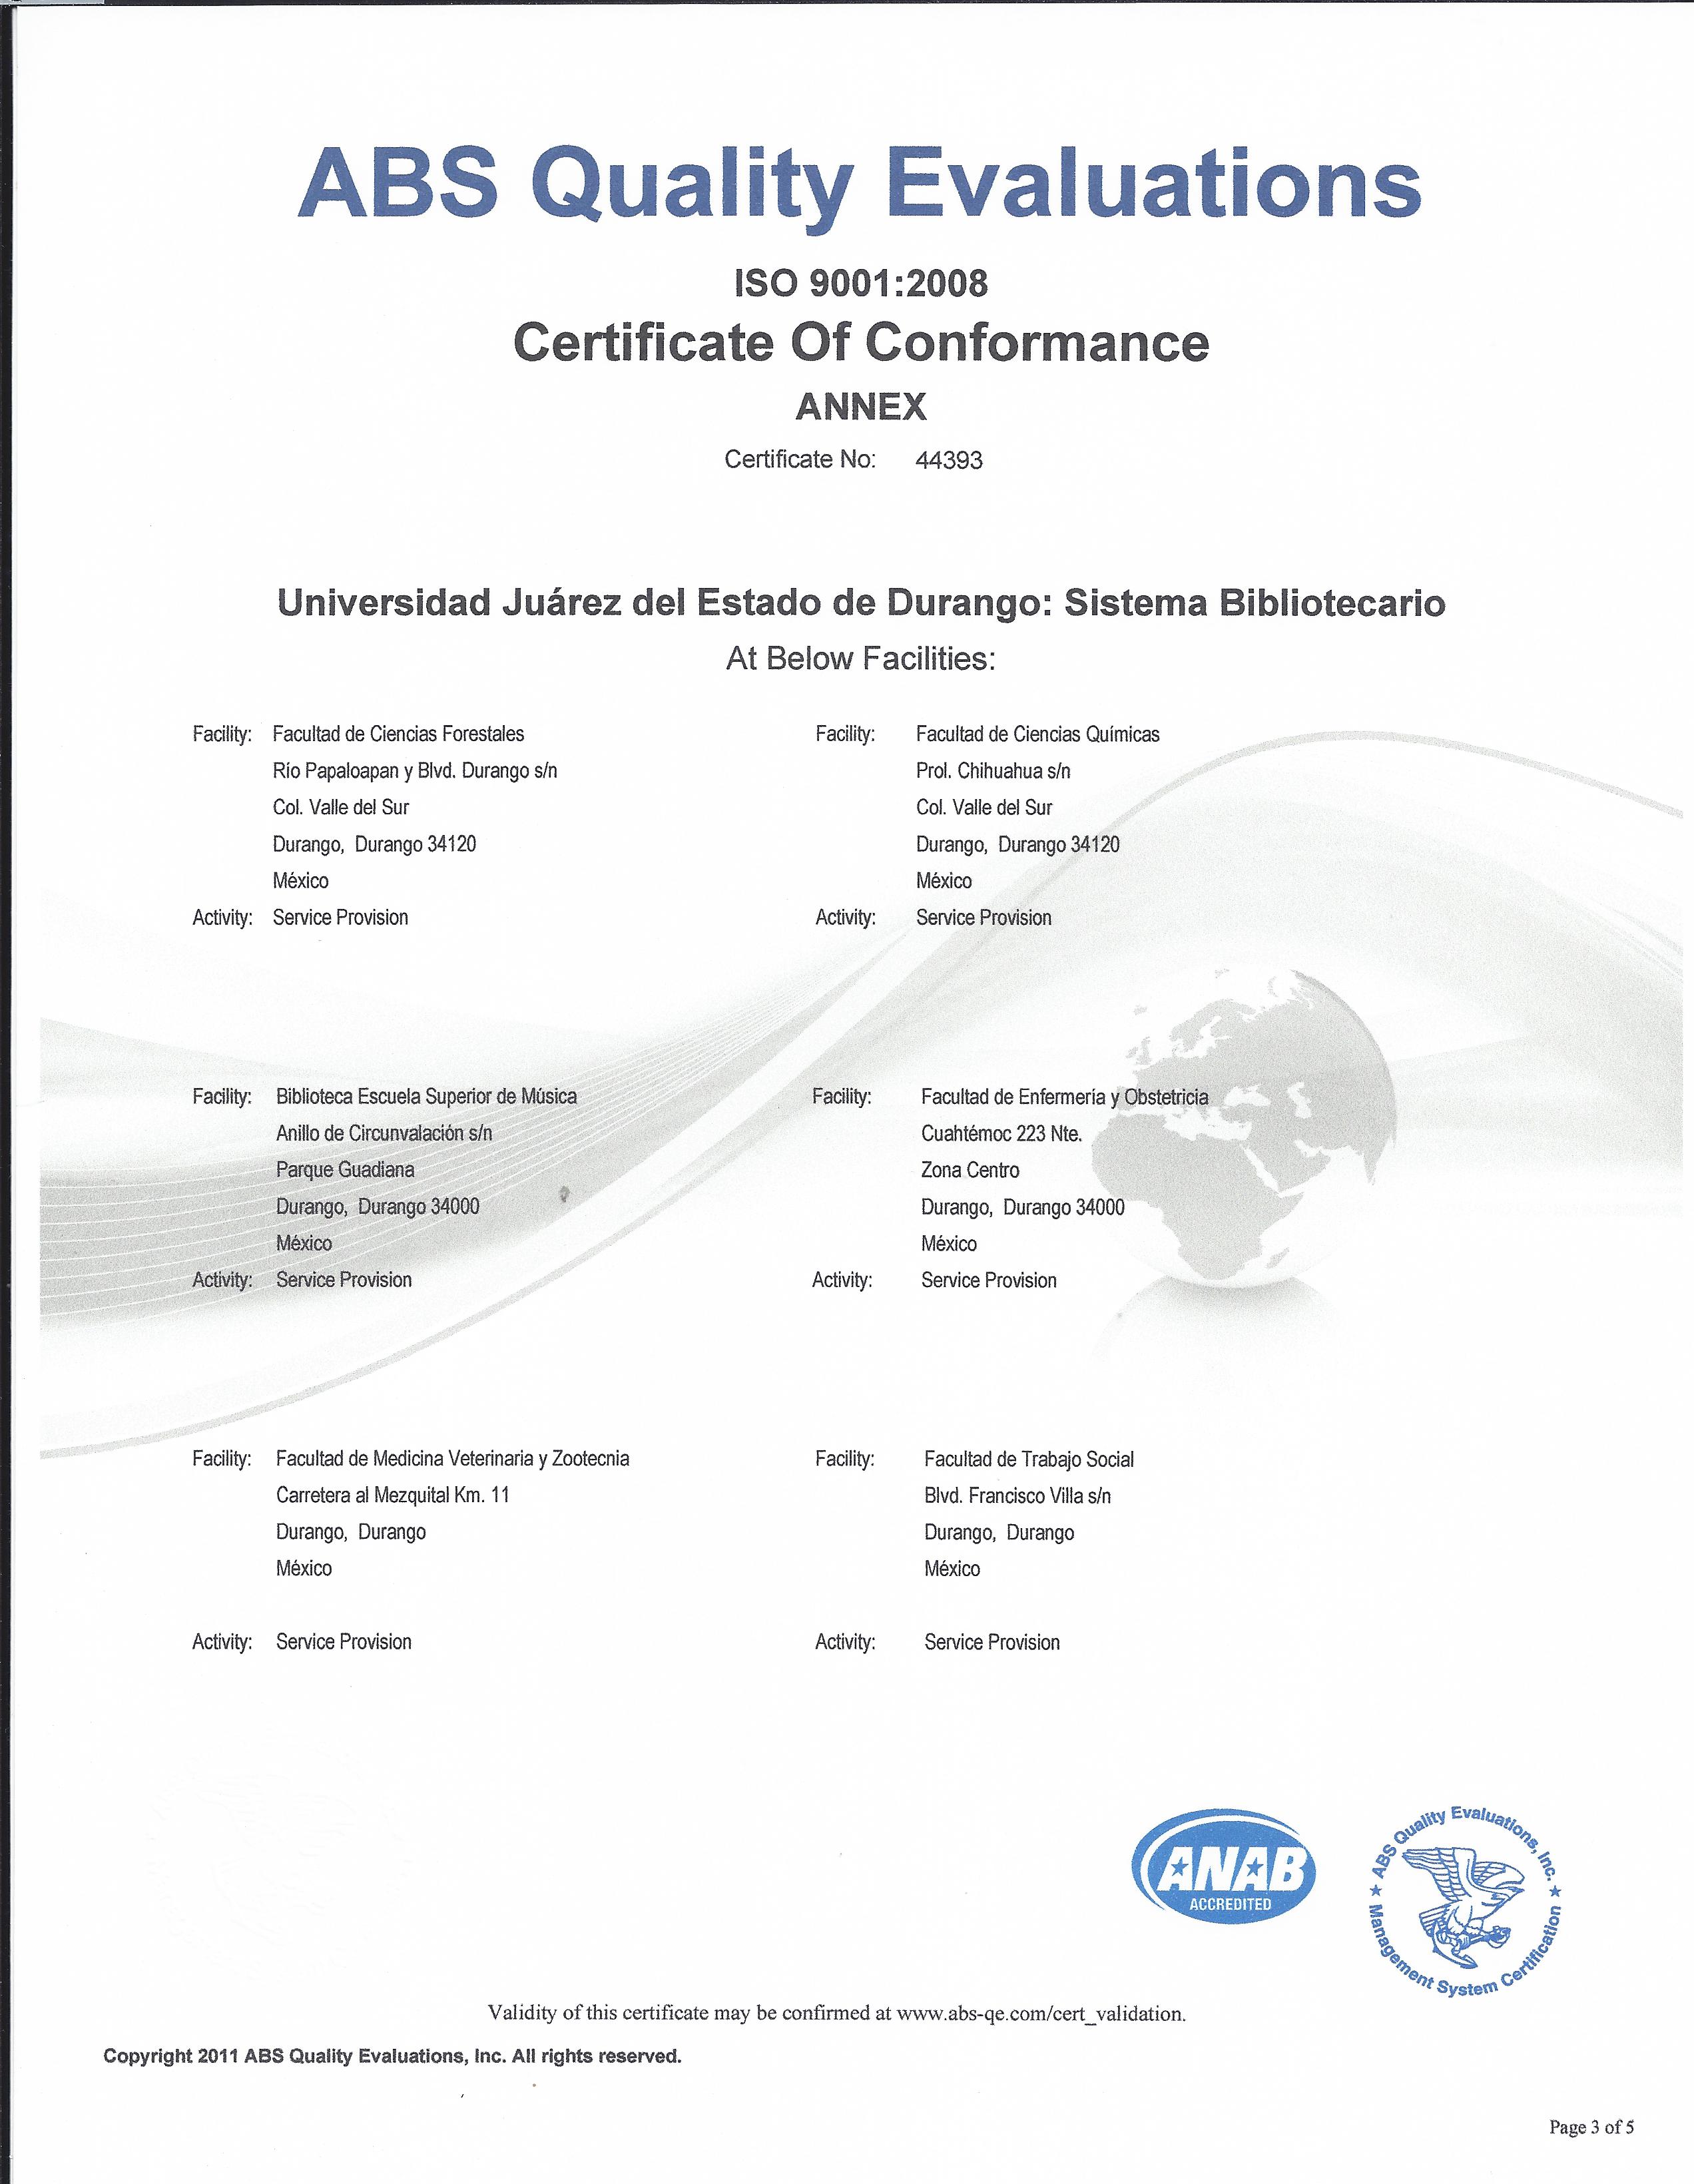 ABS Quality Evaluations
ISO 9001:2008
Certificate Of Conformance
ANNEX
Certificate No: 44393
Universidad Juárez del Estado de Durango: Sistema Bibliotecario
At Below Facilities:
Facility: Facultad de Ciencias Forestales
Río Papaloapan y Blvd. Durango s/n
Col. Valle del Sur
Durango, Durango 34120
México
Activity: Service Provision
Facility: Facultad de Ciencias Químicas
Prol. Chihuahua s/n
Col. Valle del Sur
Durango, Durango 34120
México
Activity: Service Provision
Facility: Biblioteca Escuela Superior de Música
Anillo de Circunvalación s/n
Parque Guadiana
Durango, Durango 34000
México
Activity: Service Provision
Facility: Facultad de Enfermería y Obstetricia
Cuahtémoc 223 Nte.
Zona Centro
Durango, Durango 34000
México
Activity: Service Provision
Facility: Facultad de Medicina Veterinaria y Zootecnia
Carretera al Mezquital Km. 11
Durango, Durango
México
Activity: Service Provision
Facility: Facultad de Trabajo Social
Blvd. Francisco Villa s/n
Durango, Durango
México
Activity: Service Provision
ANAB
ACCREDITED
ABS Quality Evaluations, Inc.
Management System Certification
Validity of this certificate may be confirmed at www.abs-qe.com/cert_validation.
Copyright 2011 ABS Quality Evaluations, Inc. All rights reserved.
Page 3 of 5